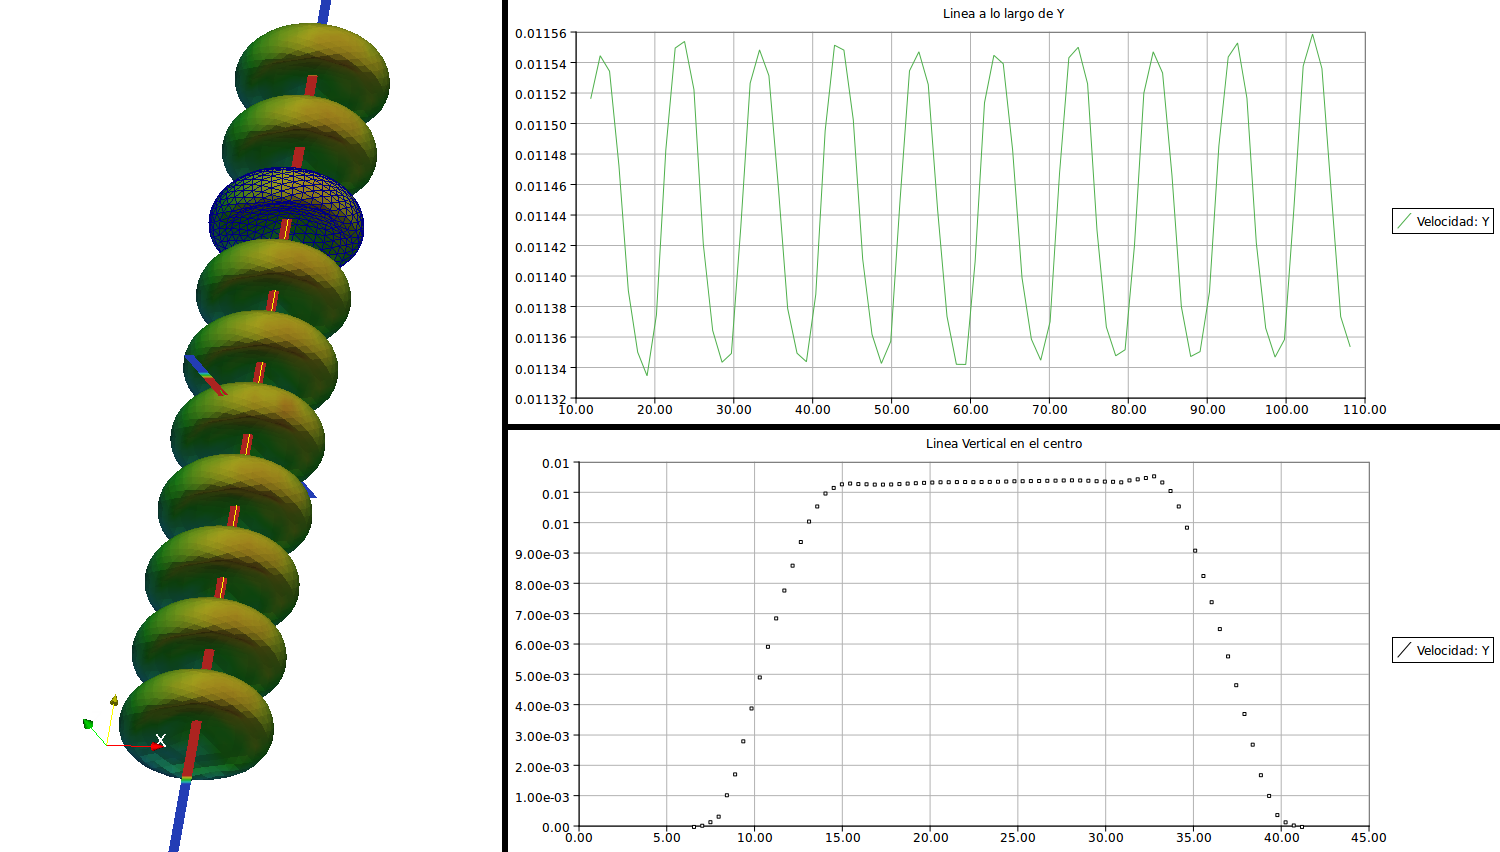 X
Linea a lo largo de Y
0.01156
0.01154
0.01152
0.01150
0.01148
0.01146
0.01144
0.01142
0.01140
0.01138
0.01136
0.01134
0.01132
10.00 20.00 30.00 40.00 50.00 60.00 70.00 80.00 90.00 100.00 110.00
Velocidad: Y
Linea Vertical en el centro
0.01
0.01
0.01
9.00e-03
8.00e-03
7.00e-03
6.00e-03
5.00e-03
4.00e-03
3.00e-03
2.00e-03
1.00e-03
0.00
0.00 5.00 10.00 15.00 20.00 25.00 30.00 35.00 40.00 45.00
Velocidad: Y